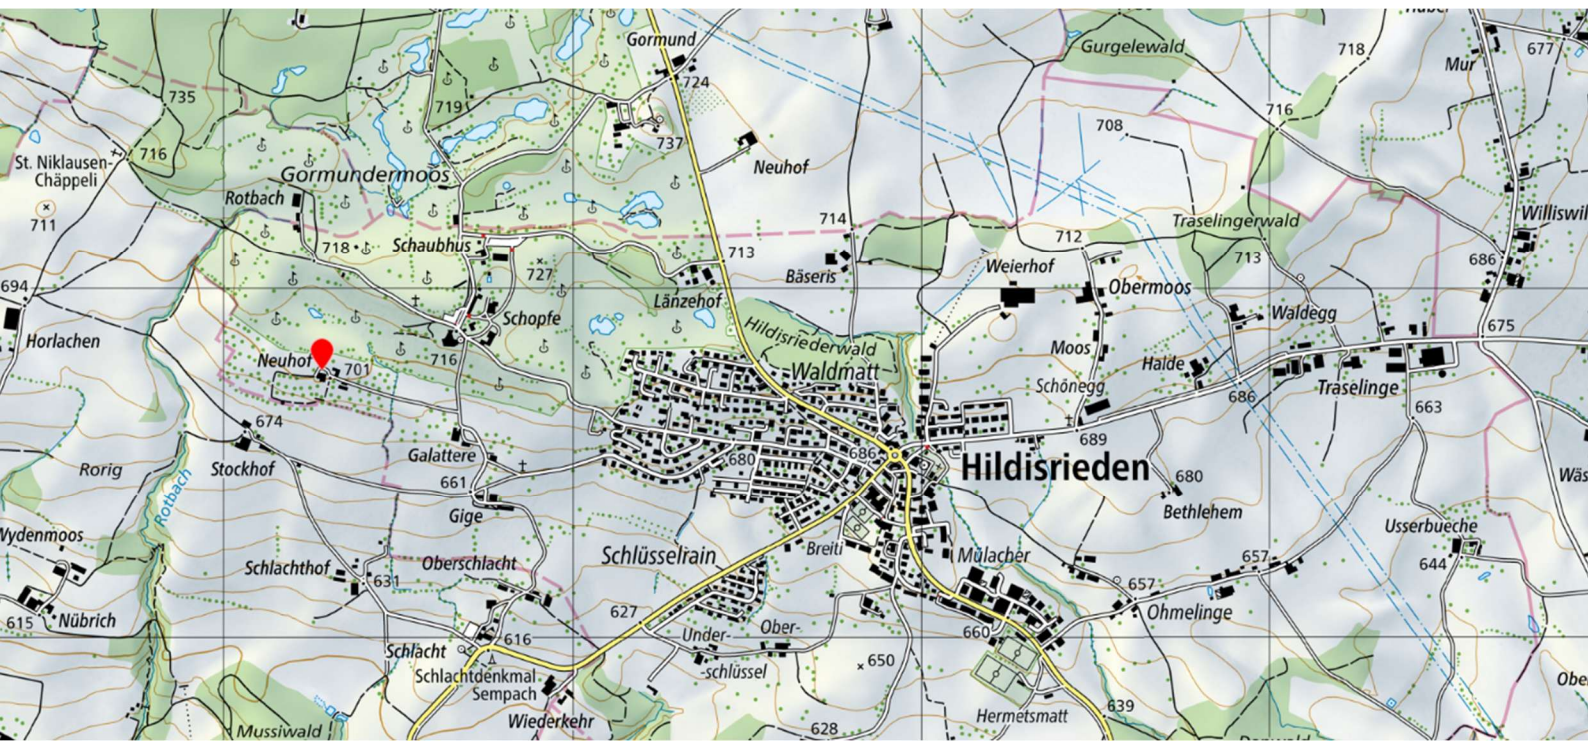 Gormund
724
Gurgelewald
718
677
Mur
735
719
737
716
708
716
St. Niklausen-
Chäppeli
Neuhof
Gormundermoos
Rotbach
711
718
Schaubhus
727
713
714
Bäseris
Traselingerwald
712
713
Weierhof
Obermoos
686
694
Horlachen
Länzehof
Schopfe
716
Hildisriederwald
Waldmatt
Waldegg
675
Moos
Halde
Schönegg
686
Traselinge
Neuhof
701
674
Stockhof
Galattere
680
686
Hildisrieden
689
663
Rorig
Rotbach
661
Gige
680
Bethlehem
Usserbueche
644
Wydenmoos
Schlachthof
631
Oberschlacht
Schlüsselrain
Breiti
Mülacher
657
657
Ohmelinge
615
Nübrich
627
Under-
-schlüssel
Ober-
660
Schlacht
616
Schlachtdenkmal
Sempach
650
Wiederkehr
628
Hermetsmatt
639
Mussiwald